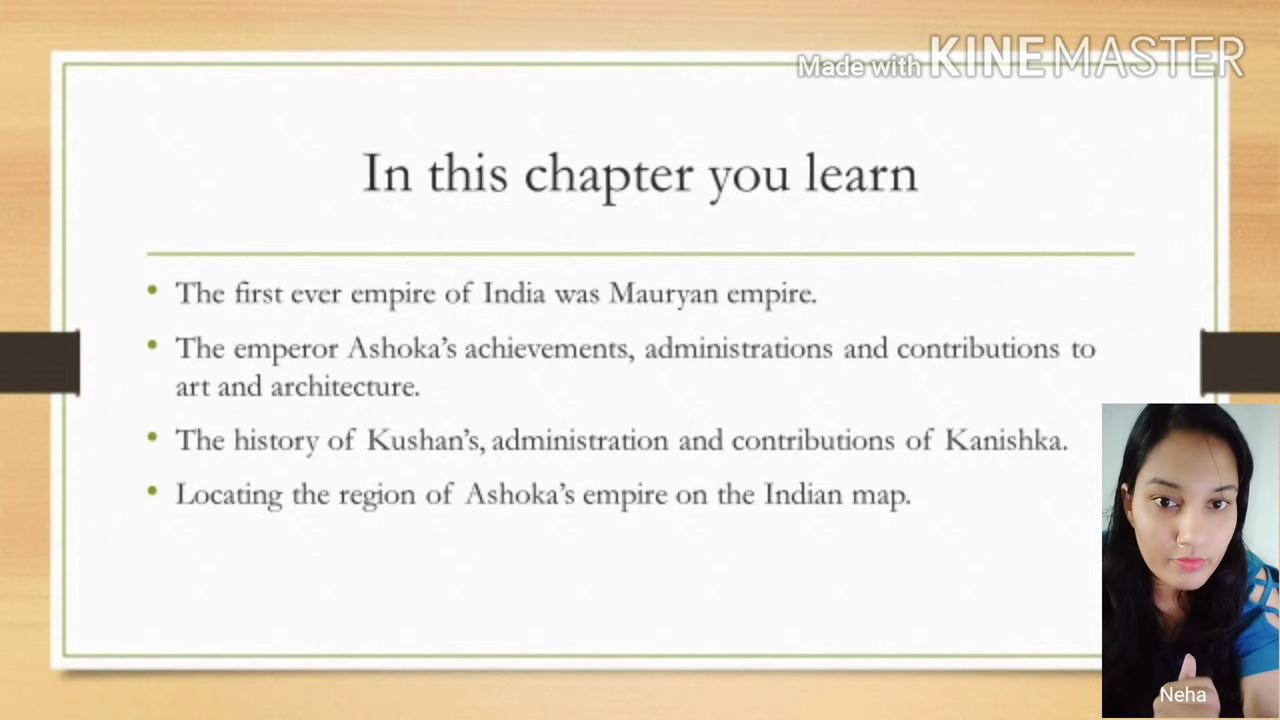 Made with KINEMASTER
In this chapter you learn
• The first ever empire of India was Mauryan empire.
• The emperor Ashoka’s achievements, administrations and contributions to
art and architecture.
• The history of Kushan’s, administration and contributions of Kanishka.
• Locating the region of Ashoka’s empire on the Indian map.
Neha